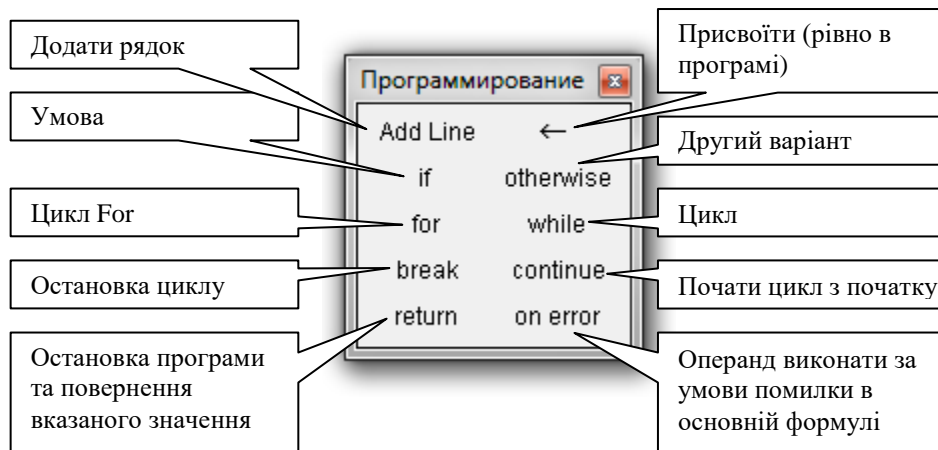 Додати рядок
Умова
Цикл For
Остановка циклу
Остановка програми
та повернення
вказаного значення
Программирование
Add Line ←
if otherwise
for while
break continue
return on error
Присвоїти (рівно в
програмі)
Другий варіант
Цикл
Почати цикл з початку
Операнд виконати за
умови помилки в
основній формулі